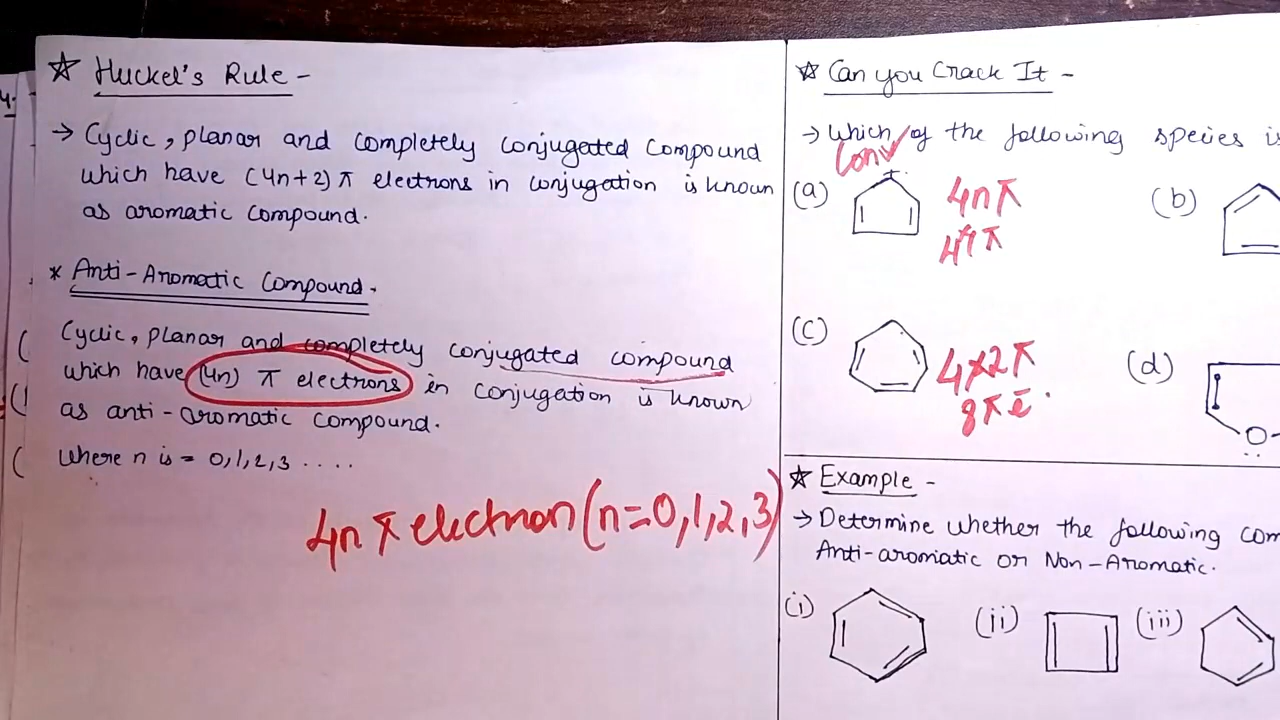 ☆ Huckel's Rule -
→ Cyclic, planar and completely conjugated compound
which have (4n+2) π electrons in conjugation is known
as aromatic compound.
* Anti-Aromatic Compound.
Cyclic, planar and completely conjugated compound
which have (4n) π electrons in conjugation is known
as anti-aromatic compound.
where n is = 0,1,2,3 ....
4n π electron (n=0,1,2,3)
☆ Can you Crack It -
→ Which of the following species is
(a)
4nπ
(b)
(c)
4×2π
8πē
(d)
O
☆ Example -
→ Determine whether the following com
Anti-aromatic or Non-Aromatic.
(i)
(ii)
(iii)